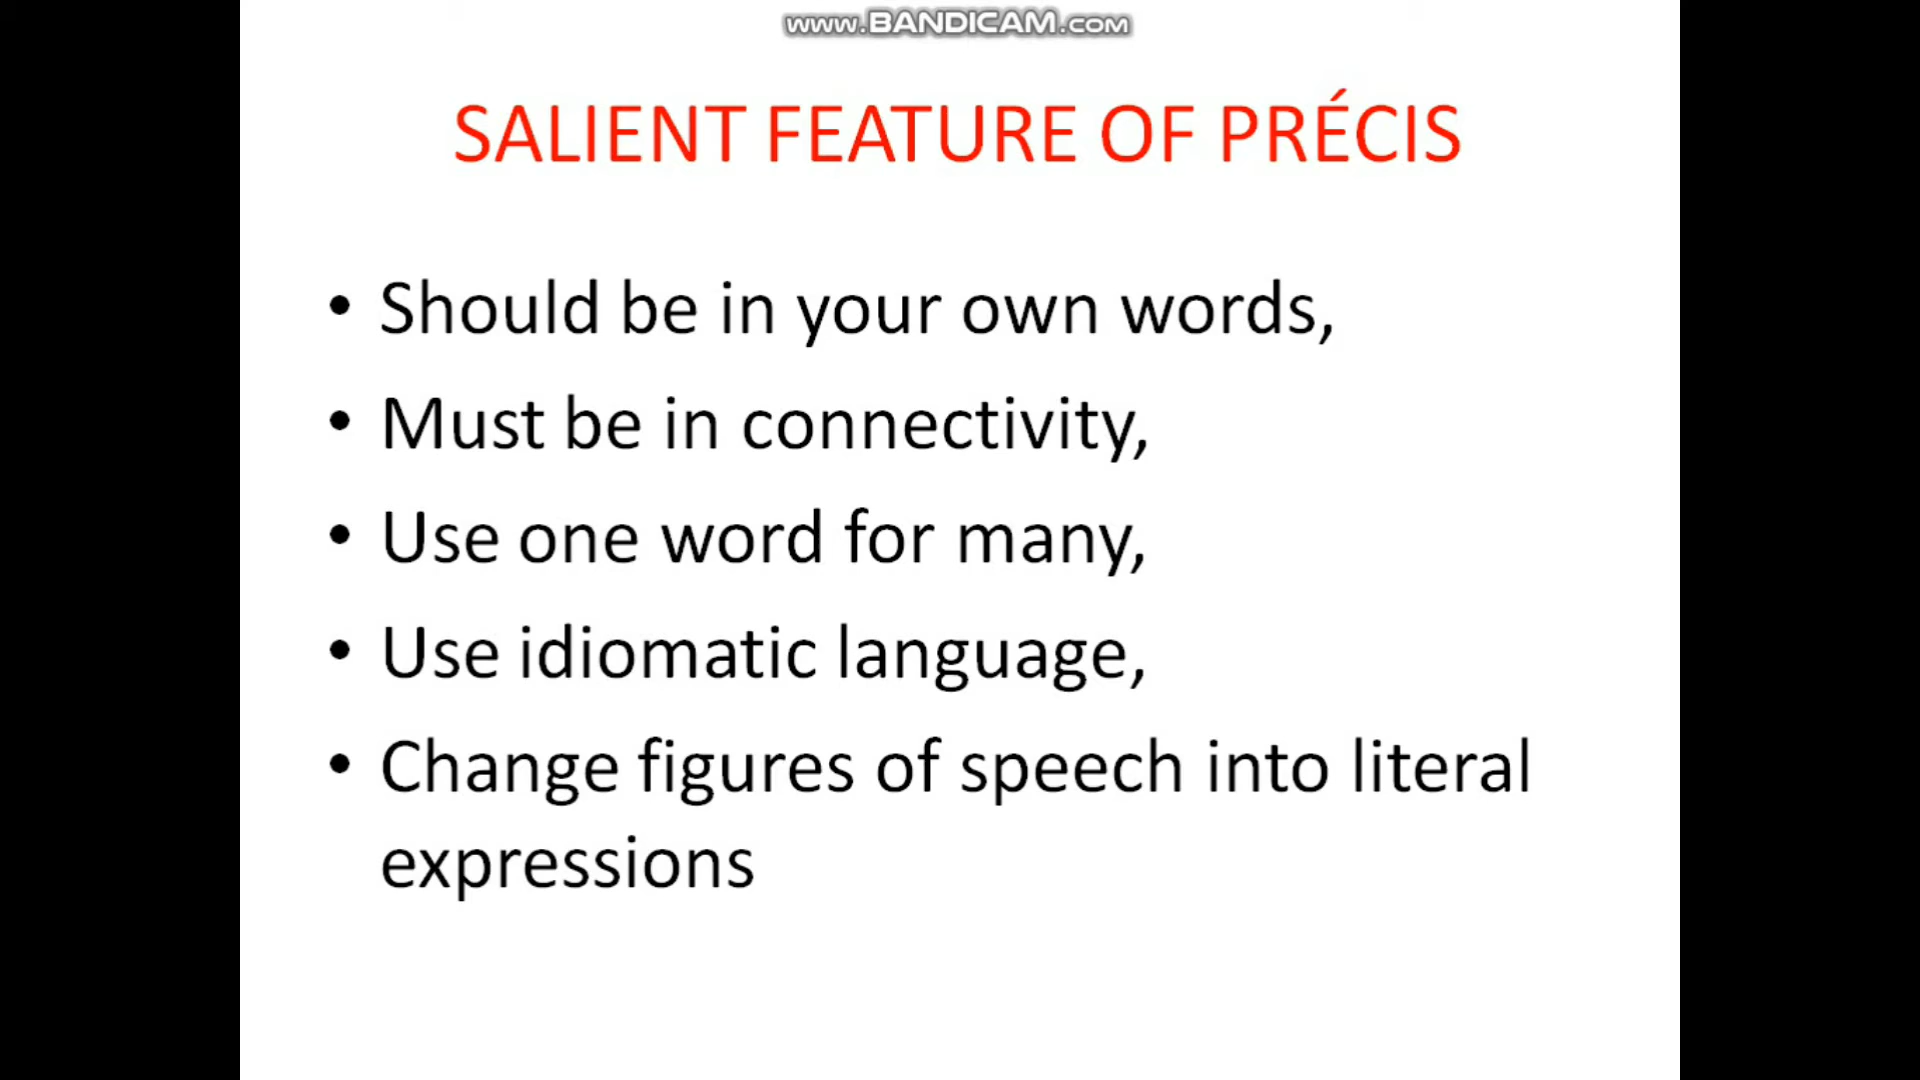 www.BANDICAM.com
SALIENT FEATURE OF PRÉCIS
• Should be in your own words,
• Must be in connectivity,
• Use one word for many,
• Use idiomatic language,
• Change figures of speech into literal
expressions